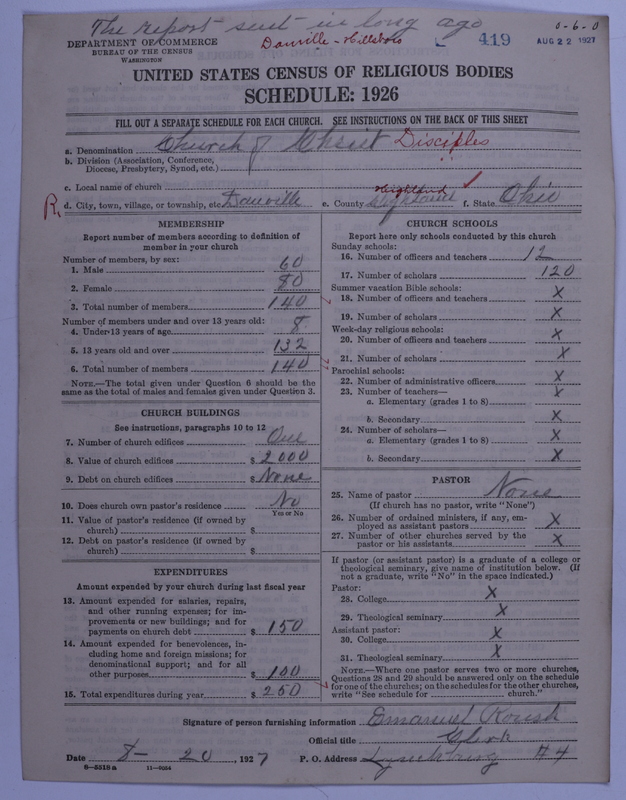 The report sent in long ago
0-6-0
DEPARTMENT OF COMMERCE
BUREAU OF THE CENSUS
WASHINGTON
Danville - Hillsboro
419
AUG 22 1927
UNITED STATES CENSUS OF RELIGIOUS BODIES
SCHEDULE: 1926
FILL OUT A SEPARATE SCHEDULE FOR EACH CHURCH. SEE INSTRUCTIONS ON THE BACK OF THIS SHEET
a. Denomination Church of Christ Disciples
b. Division (Association, Conference,
Diocese, Presbytery, Synod, etc.)
c. Local name of church
R. d. City, town, village, or township, etc. Danville e. County Highland f. State Ohio
MEMBERSHIP
Report number of members according to definition of
member in your church
Number of members, by sex:
1. Male 60
2. Female 80
3. Total number of members 140
Number of members under and over 13 years old:
4. Under 13 years of age 8
5. 13 years old and over 132
6. Total number of members 140
NOTE.—The total given under Question 6 should be the
same as the total of males and females given under Question 3.
CHURCH BUILDINGS
See instructions, paragraphs 10 to 12
7. Number of church edifices One
8. Value of church edifices $ 2000
9. Debt on church edifices $ None
10. Does church own pastor's residence No
Yes or No
11. Value of pastor's residence (if owned by
church) $
12. Debt on pastor's residence (if owned by
church) $
EXPENDITURES
Amount expended by your church during last fiscal year
13. Amount expended for salaries, repairs,
and other running expenses; for im-
provements or new buildings; and for
payments on church debt $ 150
14. Amount expended for benevolences, in-
cluding home and foreign missions; for
denominational support; and for all
other purposes $ 100
15. Total expenditures during year $ 250
CHURCH SCHOOLS
Report here only schools conducted by this church
Sunday schools:
16. Number of officers and teachers 12
17. Number of scholars 120
Summer vacation Bible schools:
18. Number of officers and teachers X
19. Number of scholars X
Week-day religious schools:
20. Number of officers and teachers X
21. Number of scholars X
Parochial schools:
22. Number of administrative officers X
23. Number of teachers— X
a. Elementary (grades 1 to 8)
b. Secondary X
24. Number of scholars—
a. Elementary (grades 1 to 8) X
b. Secondary X
PASTOR
25. Name of pastor None
(If church has no pastor, write "None")
26. Number of ordained ministers, if any, em-
ployed as assistant pastors X
27. Number of other churches served by the
pastor or his assistants X
If pastor (or assistant pastor) is a graduate of a college or
theological seminary, give name of institution below. (If
not a graduate, write "No" in the space indicated.)
Pastor:
28. College X
29. Theological seminary X
Assistant pastor:
30. College X
31. Theological seminary X
NOTE.—Where one pastor serves two or more churches,
Questions 28 and 29 should be answered only on the schedule
for one of the churches; on the schedules for the other churches,
write "See schedule for church."
Signature of person furnishing information Emanuel Roush
Official title Clerk
Date 8-20 1927 P. O. Address Lynchburg # 4
8—5518a 11—9554